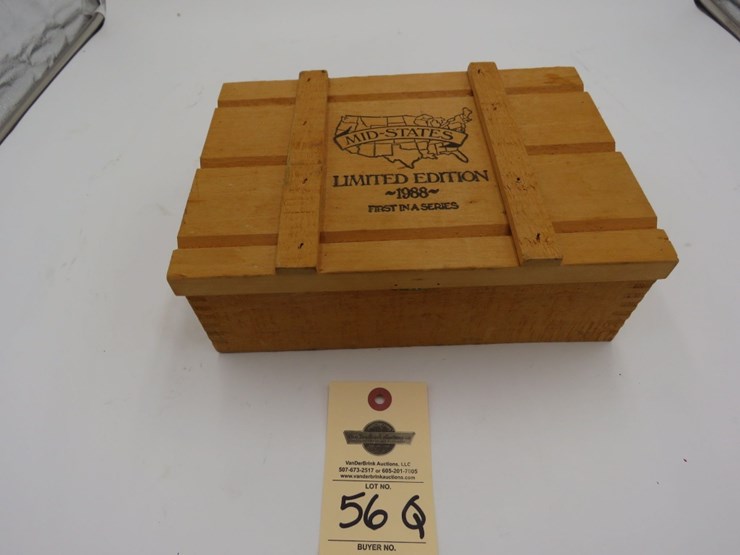 MID-STATES
LIMITED EDITION
~1988~
FIRST IN A SERIES
VanDerBrink Auctions, LLC
507-673-2517 or 605-201-7005
www.vanderbrinkauctions.com
LOT NO.
56 Q
BUYER NO.